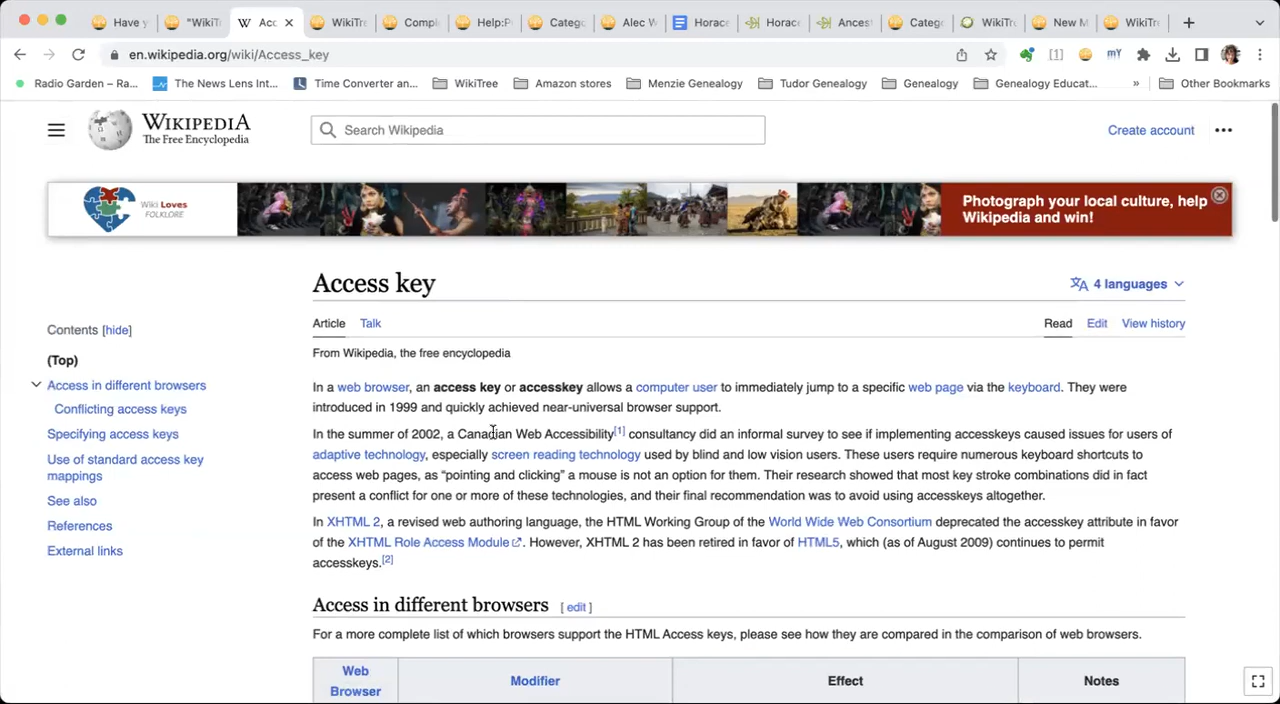 Have y
"WikiTr
Acc
WikiTre
Comp
Help:P
Catego
Alec W
Horace
Horac
Ancest
Catego
WikiTre
New M
WikiTre
en.wikipedia.org/wiki/Access_key
[1]
mY
Radio Garden – Ra...
The News Lens Int...
Time Converter an...
WikiTree
Amazon stores
Menzie Genealogy
Tudor Genealogy
Genealogy
Genealogy Educat...
»
Other Bookmarks
WIKIPEDIA
The Free Encyclopedia
Search Wikipedia
Create account
Wiki Loves
FOLKLORE
Photograph your local culture, help
Wikipedia and win!
Access key
4 languages
Contents [hide]
Article
Talk
Read
Edit
View history
(Top)
Access in different browsers
Conflicting access keys
Specifying access keys
Use of standard access key
mappings
See also
References
External links
From Wikipedia, the free encyclopedia
In a web browser, an access key or accesskey allows a computer user to immediately jump to a specific web page via the keyboard. They were
introduced in 1999 and quickly achieved near-universal browser support.
In the summer of 2002, a Canadian Web Accessibility[1] consultancy did an informal survey to see if implementing accesskeys caused issues for users of
adaptive technology, especially screen reading technology used by blind and low vision users. These users require numerous keyboard shortcuts to
access web pages, as “pointing and clicking” a mouse is not an option for them. Their research showed that most key stroke combinations did in fact
present a conflict for one or more of these technologies, and their final recommendation was to avoid using accesskeys altogether.
In XHTML 2, a revised web authoring language, the HTML Working Group of the World Wide Web Consortium deprecated the accesskey attribute in favor
of the XHTML Role Access Module. However, XHTML 2 has been retired in favor of HTML5, which (as of August 2009) continues to permit
accesskeys.[2]
Access in different browsers [ edit ]
For a more complete list of which browsers support the HTML Access keys, please see how they are compared in the comparison of web browsers.
Web
Browser
Modifier
Effect
Notes